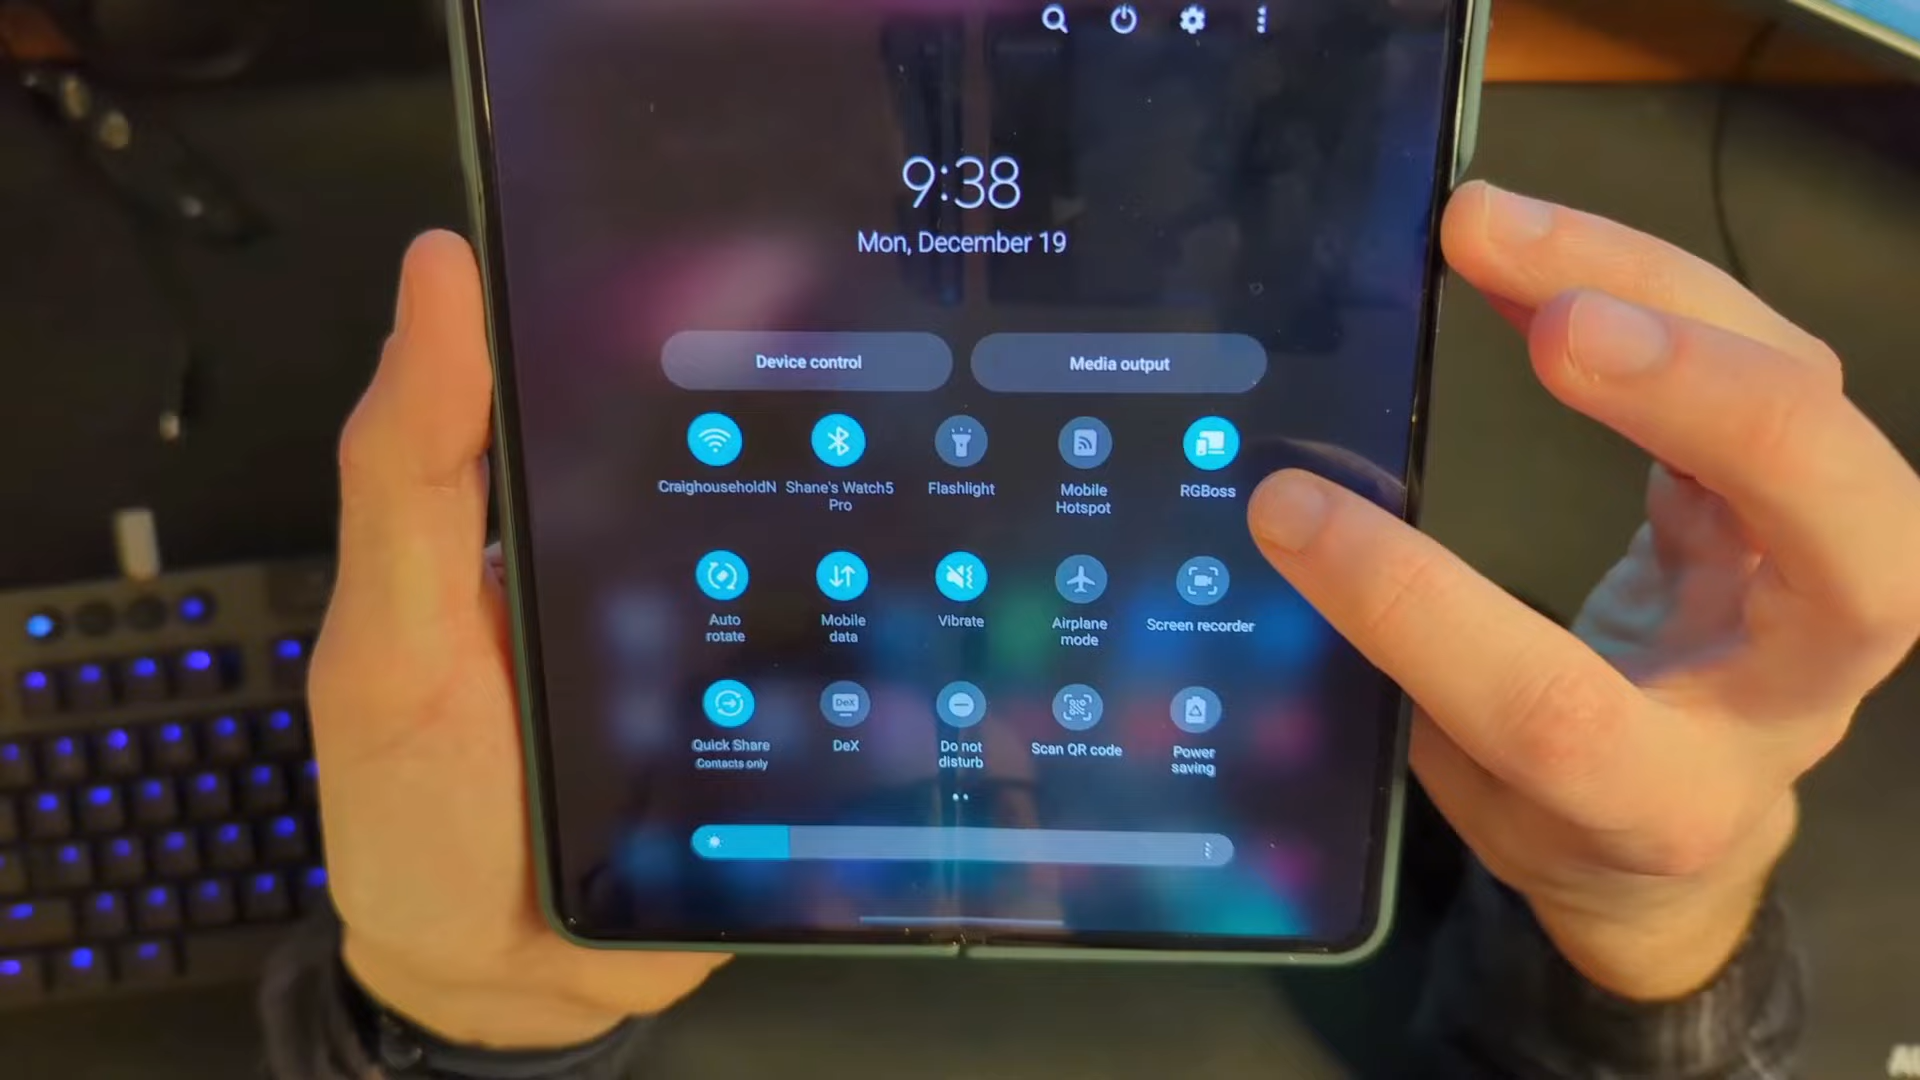 9:38
Mon, December 19
Device control
Media output
CraighouseholdN
Shane's Watch5
Pro
Flashlight
Mobile
Hotspot
RGBoss
Auto
rotate
Mobile
data
Vibrate
Airplane
mode
Screen recorder
Quick Share
Contacts only
DeX
DeX
Do not
disturb
Scan QR code
Power
saving